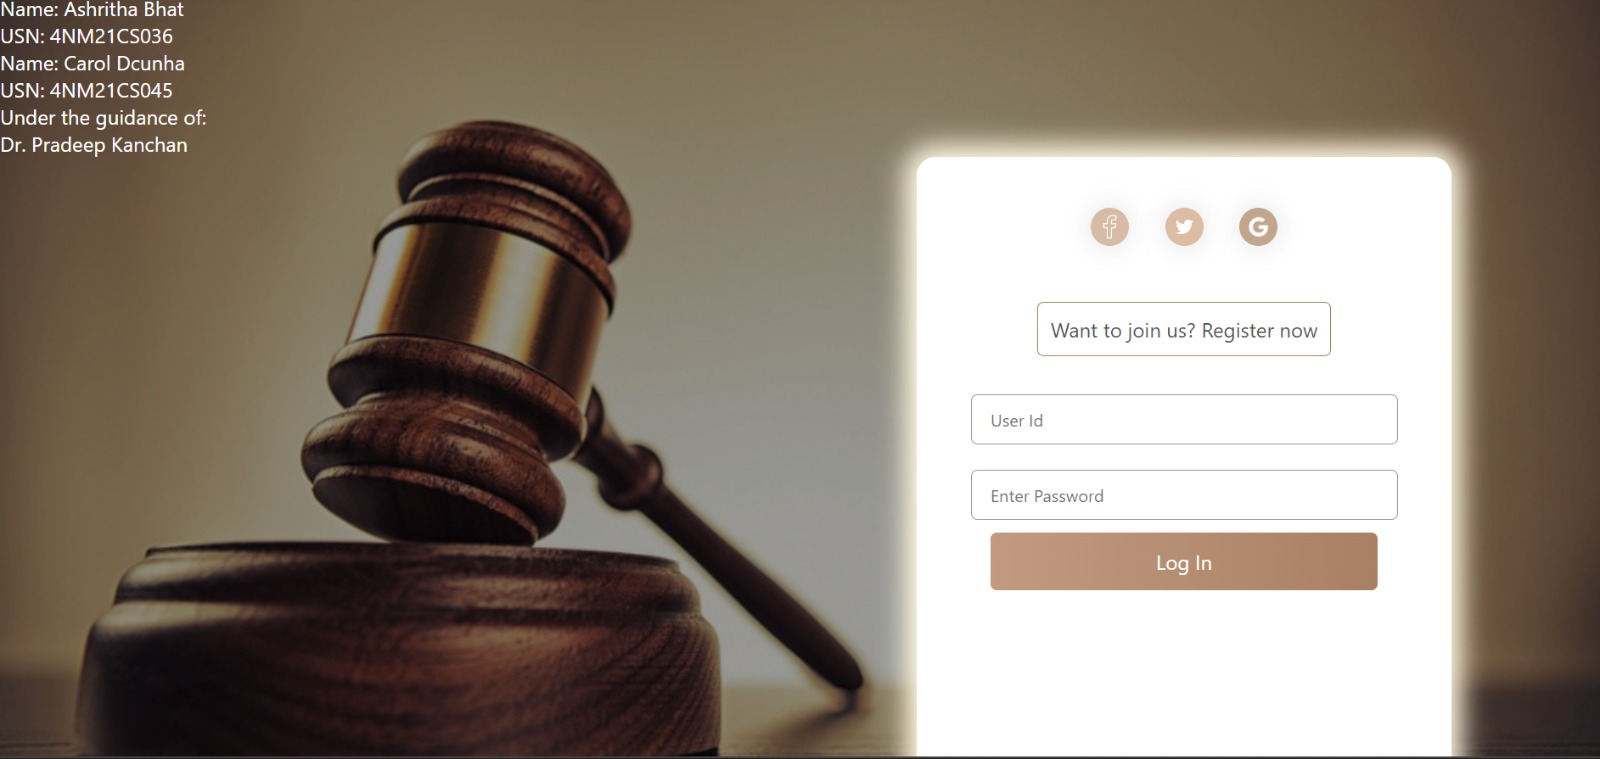 Name: Ashritha Bhat
USN: 4NM21CS036
Name: Carol Dcunha
USN: 4NM21CS045
Under the guidance of:
Dr. Pradeep Kanchan
Want to join us? Register now
User Id
Enter Password
Log In